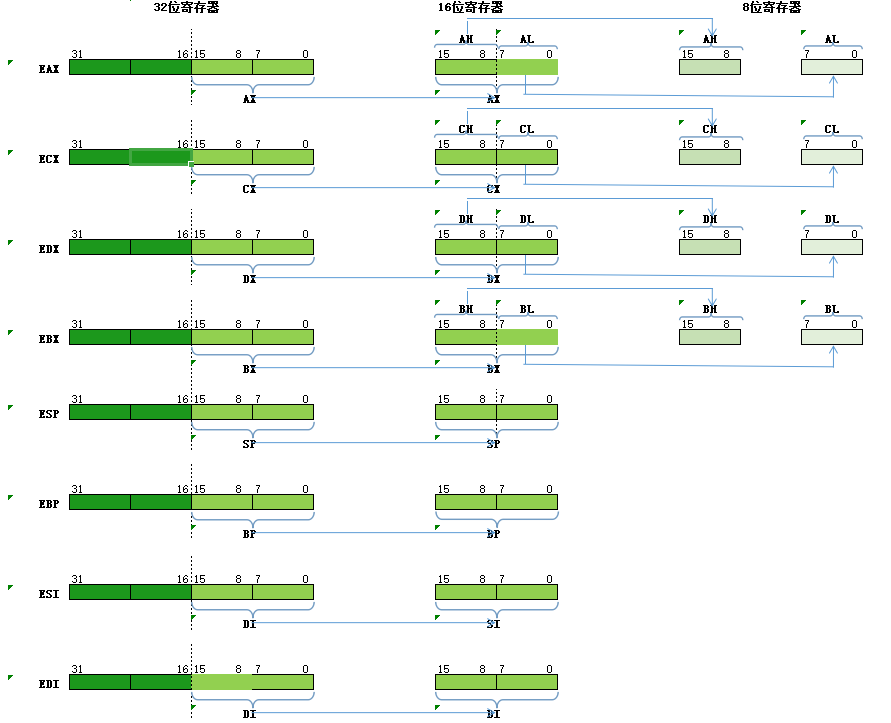 32位寄存器 16位寄存器 8位寄存器
AH AL AH AL
31 16 15 8 7 0 15 8 7 0 15 8 7 0
EAX
AX AX
CH CL CH CL
31 16 15 8 7 0 15 8 7 0 15 8 7 0
ECX
CX CX
DH DL DH DL
31 16 15 8 7 0 15 8 7 0 15 8 7 0
EDX
DX DX
BH BL BH BL
31 16 15 8 7 0 15 8 7 0 15 8 7 0
EBX
BX BX
31 16 15 8 7 0 15 8 7 0
ESP
SP SP
31 16 15 8 7 0 15 8 7 0
EBP
BP BP
31 16 15 8 7 0 15 8 7 0
ESI
DI SI
31 16 15 8 7 0 15 8 7 0
EDI
DI DI